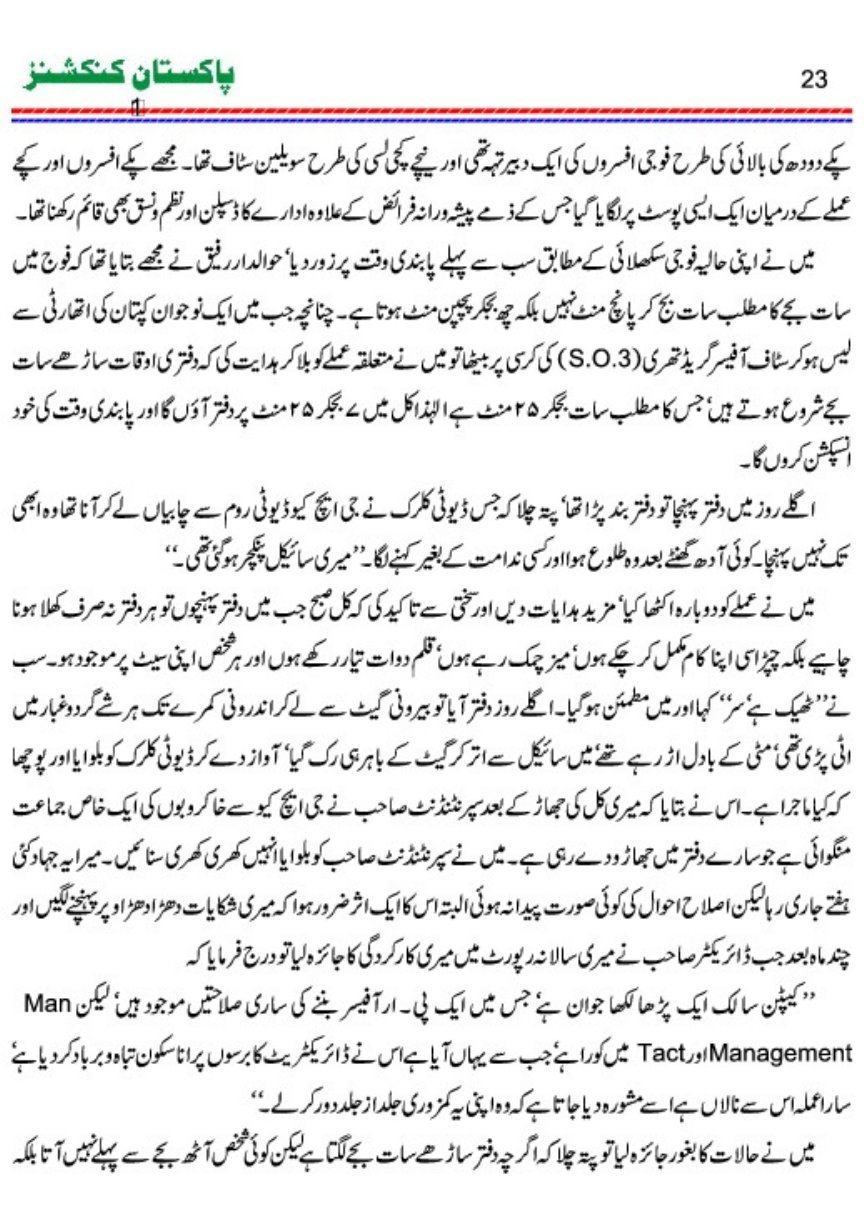 پاکستان کنکشنز
23
1
پکے دودھ کی بالائی کی طرح فوجی افسروں کی ایک دبیر تہہ تھی اور نیچے کچی لسی کی طرح سویلین سٹاف تھا۔ مجھے پکے افسروں اور کچے
عملے کے درمیان ایک ایسی پوسٹ پر لگایا گیا جس کے ذمے پیشہ ورانہ فرائض کے علاوہ ادارے کا ڈسپلن اور نظم ونسق بھی قائم رکھنا تھا۔
میں نے اپنی حالیہ فوجی سکھلائی کے مطابق سب سے پہلے پابندی وقت پر زور دیا‘ حوالدار رفیق نے مجھے بتایا تھا کہ فوج میں
سات بجے کا مطلب سات بج کر پانچ منٹ نہیں بلکہ چھ بجکر پچپن منٹ ہوتا ہے۔ چنانچہ جب میں ایک نوجوان کپتان کی اتھارٹی سے
لیس ہو کر سٹاف آفیسر گریڈ تھری (S.O.3) کی کرسی پر بیٹھا تو میں نے متعلقہ عملے کو بلا کر ہدایت کی کہ دفتری اوقات ساڑھے سات
بجے شروع ہوتے ہیں‘ جس کا مطلب سات بجکر ۲۵ منٹ ہے لہٰذا کل میں ۷ بجکر ۲۵ منٹ پر دفتر آؤں گا اور پابندی وقت کی خود
انسپکشن کروں گا۔
اگلے روز میں دفتر پہنچا تو دفتر بند پڑا تھا‘ پتہ چلا کہ جس ڈیوٹی کلرک نے جی ایچ کیو ڈیوٹی روم سے چابیاں لے کر آنا تھا وہ ابھی
تک نہیں پہنچا۔ کوئی آدھ گھنٹے بعد وہ طلوع ہوا اور کسی ندامت کے بغیر کہنے لگا۔ ’’میری سائیکل پنکچر ہو گئی تھی۔‘‘
میں نے عملے کو دوبارہ اکٹھا کیا‘ مزید ہدایات دیں اور سختی سے تاکید کی کہ کل صبح جب میں دفتر پہنچوں تو ہر دفتر نہ صرف کھلا ہونا
چاہیے بلکہ چپڑاسی اپنا کام مکمل کر چکے ہوں‘ میز چمک رہے ہوں‘ قلم دوات تیار رکھے ہوں اور ہر شخص اپنی سیٹ پر موجود ہو۔ سب
نے ’’ٹھیک ہے‘ سر‘‘ کہا اور میں مطمئن ہو گیا۔ اگلے روز دفتر آیا تو بیرونی گیٹ سے لے کر اندرونی کمرے تک ہر شے گردو غبار میں
اٹی پڑی تھی‘ مٹی کے بادل اڑ رہے تھے‘ میں سائیکل سے اتر کر گیٹ کے باہر ہی رک گیا‘ آواز دے کر ڈیوٹی کلرک کو بلوایا اور پوچھا
کہ کیا ماجرا ہے۔ اس نے بتایا کہ میری کل کی جھاڑ کے بعد سپرنٹنڈنٹ صاحب نے جی ایچ کیو سے خاکروبوں کی ایک خاص جماعت
منگوائی ہے جو سارے دفتر میں جھاڑو دے رہی ہے۔ میں نے سپرنٹنڈنٹ صاحب کو بلوایا انہیں کھری کھری سنائیں۔ میرا یہ جہاد کئی
ہفتے جاری رہا لیکن اصلاح احوال کی کوئی صورت پیدا نہ ہوئی البتہ اس کا ایک اثر ضرور ہوا کہ میری شکایات دھڑا دھڑ اوپر پہنچنے لگیں اور
چند ماہ بعد جب ڈائریکٹر صاحب نے میری سالانہ رپورٹ میں میری کارکردگی کا جائزہ لیا تو درج فرمایا کہ
’’کیپٹن سالک ایک پڑھا لکھا جوان ہے‘ جس میں ایک پی۔ ار آفیسر بننے کی ساری صلاحتیں موجود ہیں‘ لیکن Man
Management اور Tact میں کورا ہے‘ جب سے یہاں آیا ہے اس نے ڈائریکٹریٹ کا برسوں پرانا سکون تباہ و برباد کر دیا ہے‘
سارا عملہ اس سے نالاں ہے اسے مشورہ دیا جاتا ہے کہ وہ اپنی یہ کمزوری جلد از جلد دور کر لے۔‘‘
میں نے حالات کا بغور جائزہ لیا تو پتہ چلا کہ اگرچہ دفتر ساڑھے سات بجے لگتا ہے لیکن کوئی شخص آٹھ بجے سے پہلے نہیں آتا بلکہ